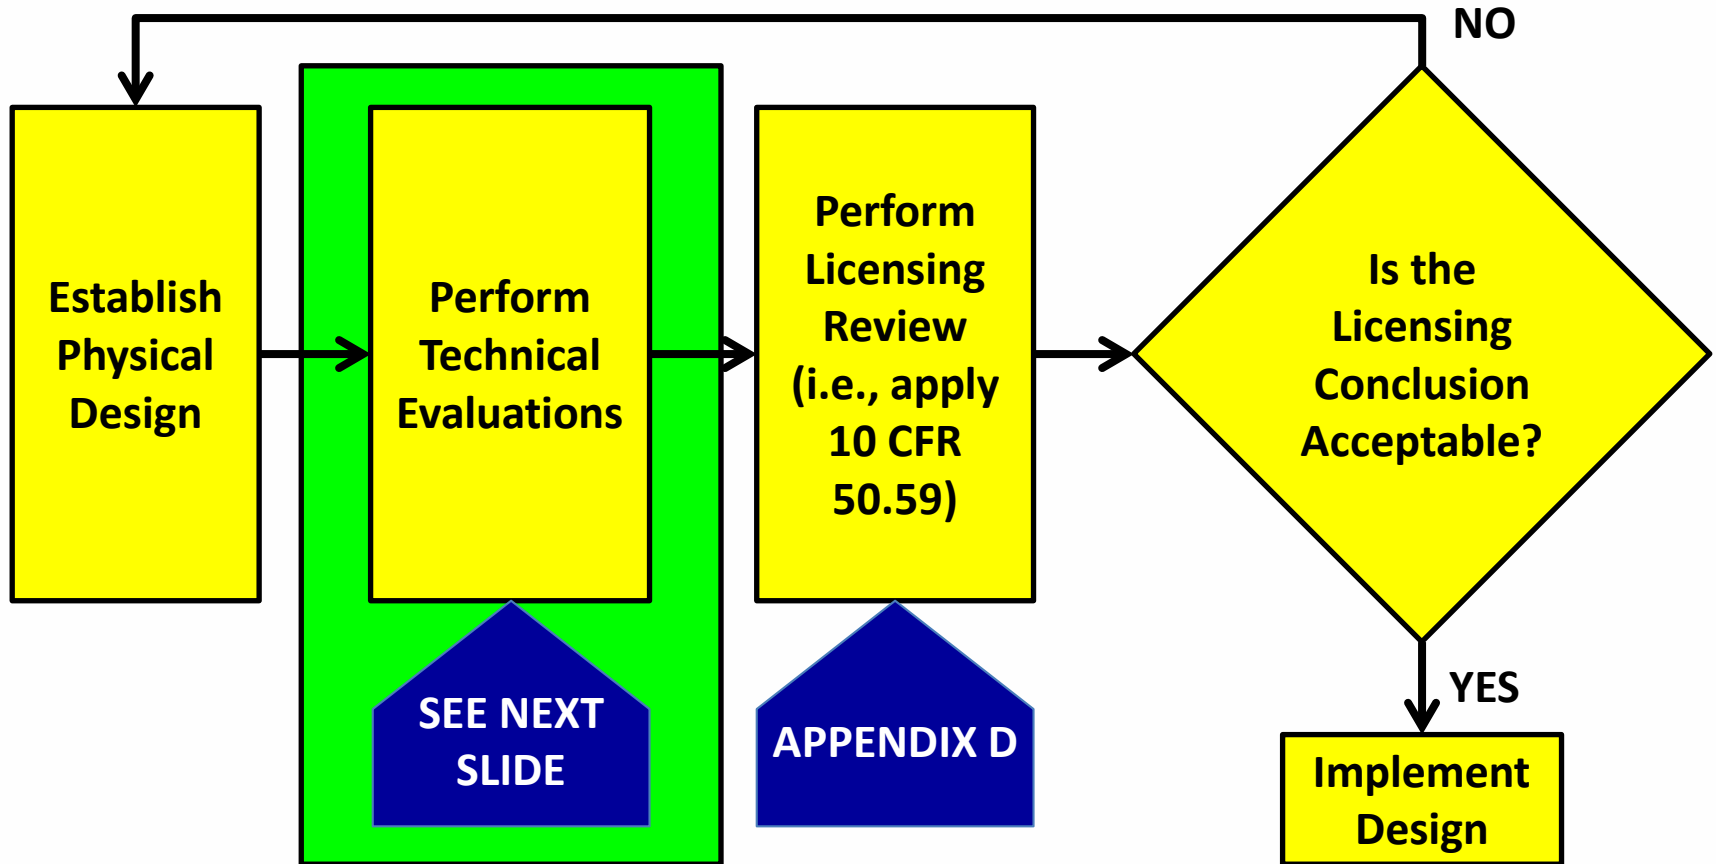 NO
Establish
Physical
Design
Perform
Technical
Evaluations
SEE NEXT
SLIDE
Perform
Licensing
Review
(i.e., apply
10 CFR
50.59)
APPENDIX D
Is the
Licensing
Conclusion
Acceptable?
YES
Implement
Design